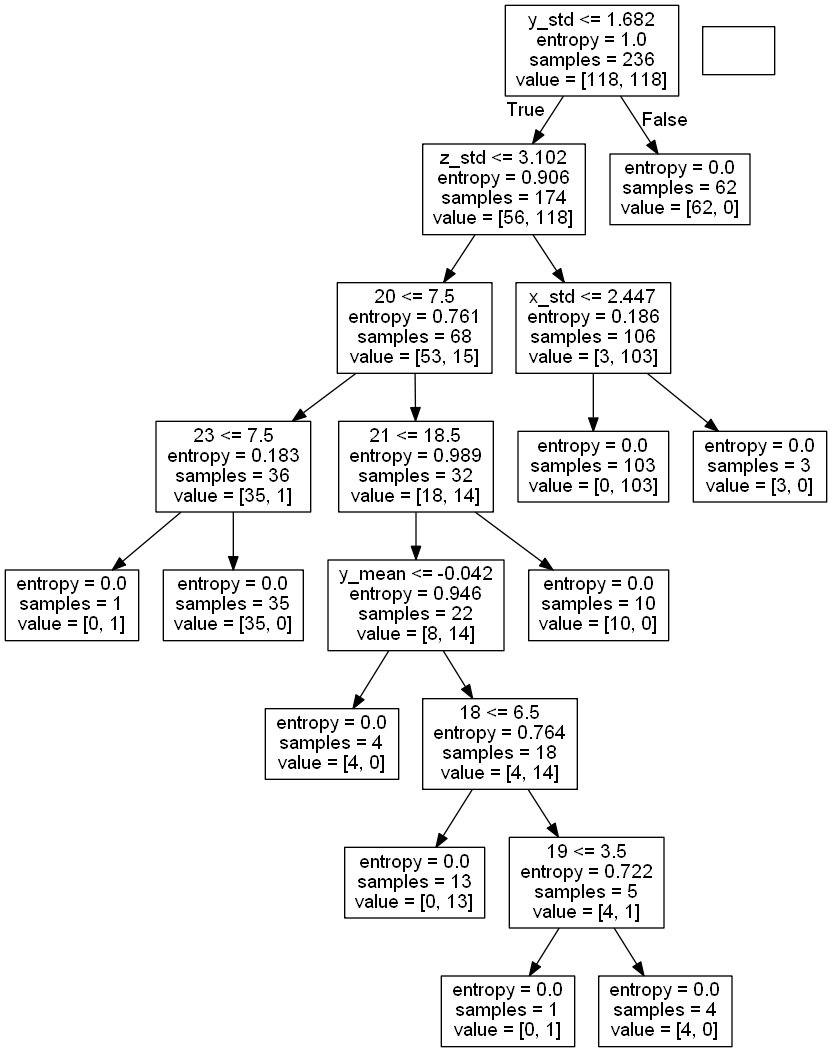 y_std <= 1.682
entropy = 1.0
samples = 236
value = [118, 118]
True
False
z_std <= 3.102
entropy = 0.906
samples = 174
value = [56, 118]
entropy = 0.0
samples = 62
value = [62, 0]
20 <= 7.5
entropy = 0.761
samples = 68
value = [53, 15]
x_std <= 2.447
entropy = 0.186
samples = 106
value = [3, 103]
23 <= 7.5
entropy = 0.183
samples = 36
value = [35, 1]
21 <= 18.5
entropy = 0.989
samples = 32
value = [18, 14]
entropy = 0.0
samples = 103
value = [0, 103]
entropy = 0.0
samples = 3
value = [3, 0]
entropy = 0.0
samples = 1
value = [0, 1]
entropy = 0.0
samples = 35
value = [35, 0]
y_mean <= -0.042
entropy = 0.946
samples = 22
value = [8, 14]
entropy = 0.0
samples = 10
value = [10, 0]
entropy = 0.0
samples = 4
value = [4, 0]
18 <= 6.5
entropy = 0.764
samples = 18
value = [4, 14]
entropy = 0.0
samples = 13
value = [0, 13]
19 <= 3.5
entropy = 0.722
samples = 5
value = [4, 1]
entropy = 0.0
samples = 1
value = [0, 1]
entropy = 0.0
samples = 4
value = [4, 0]